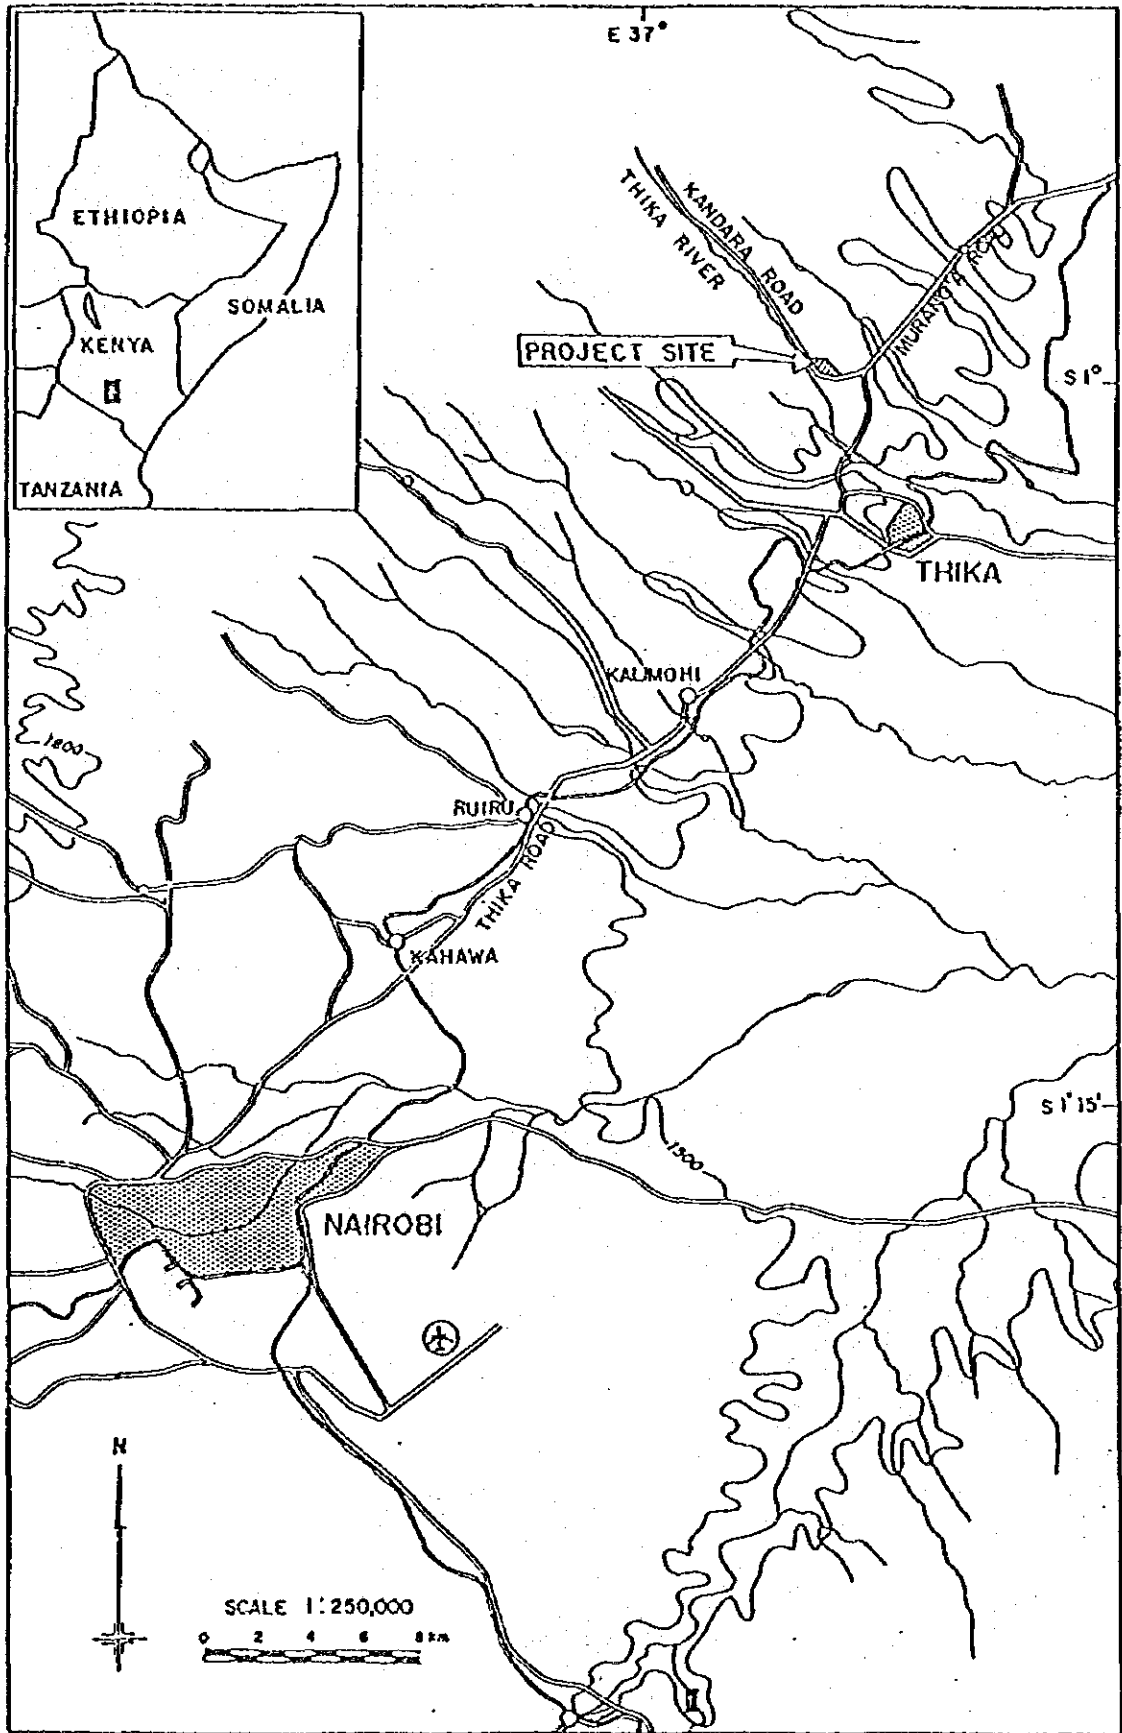 E 37°
ETHIOPIA
SOMALIA
KENYA
TANZANIA
KANDARA ROAD
THIKA RIVER
MURANG'A ROAD
PROJECT SITE
S 1°
THIKA
KALIMOHI
1800
RUIRU
THIKA ROAD
KAHAWA
S 1° 15'
1500
NAIROBI
N
SCALE 1:250,000
0 2 4 6 8 km